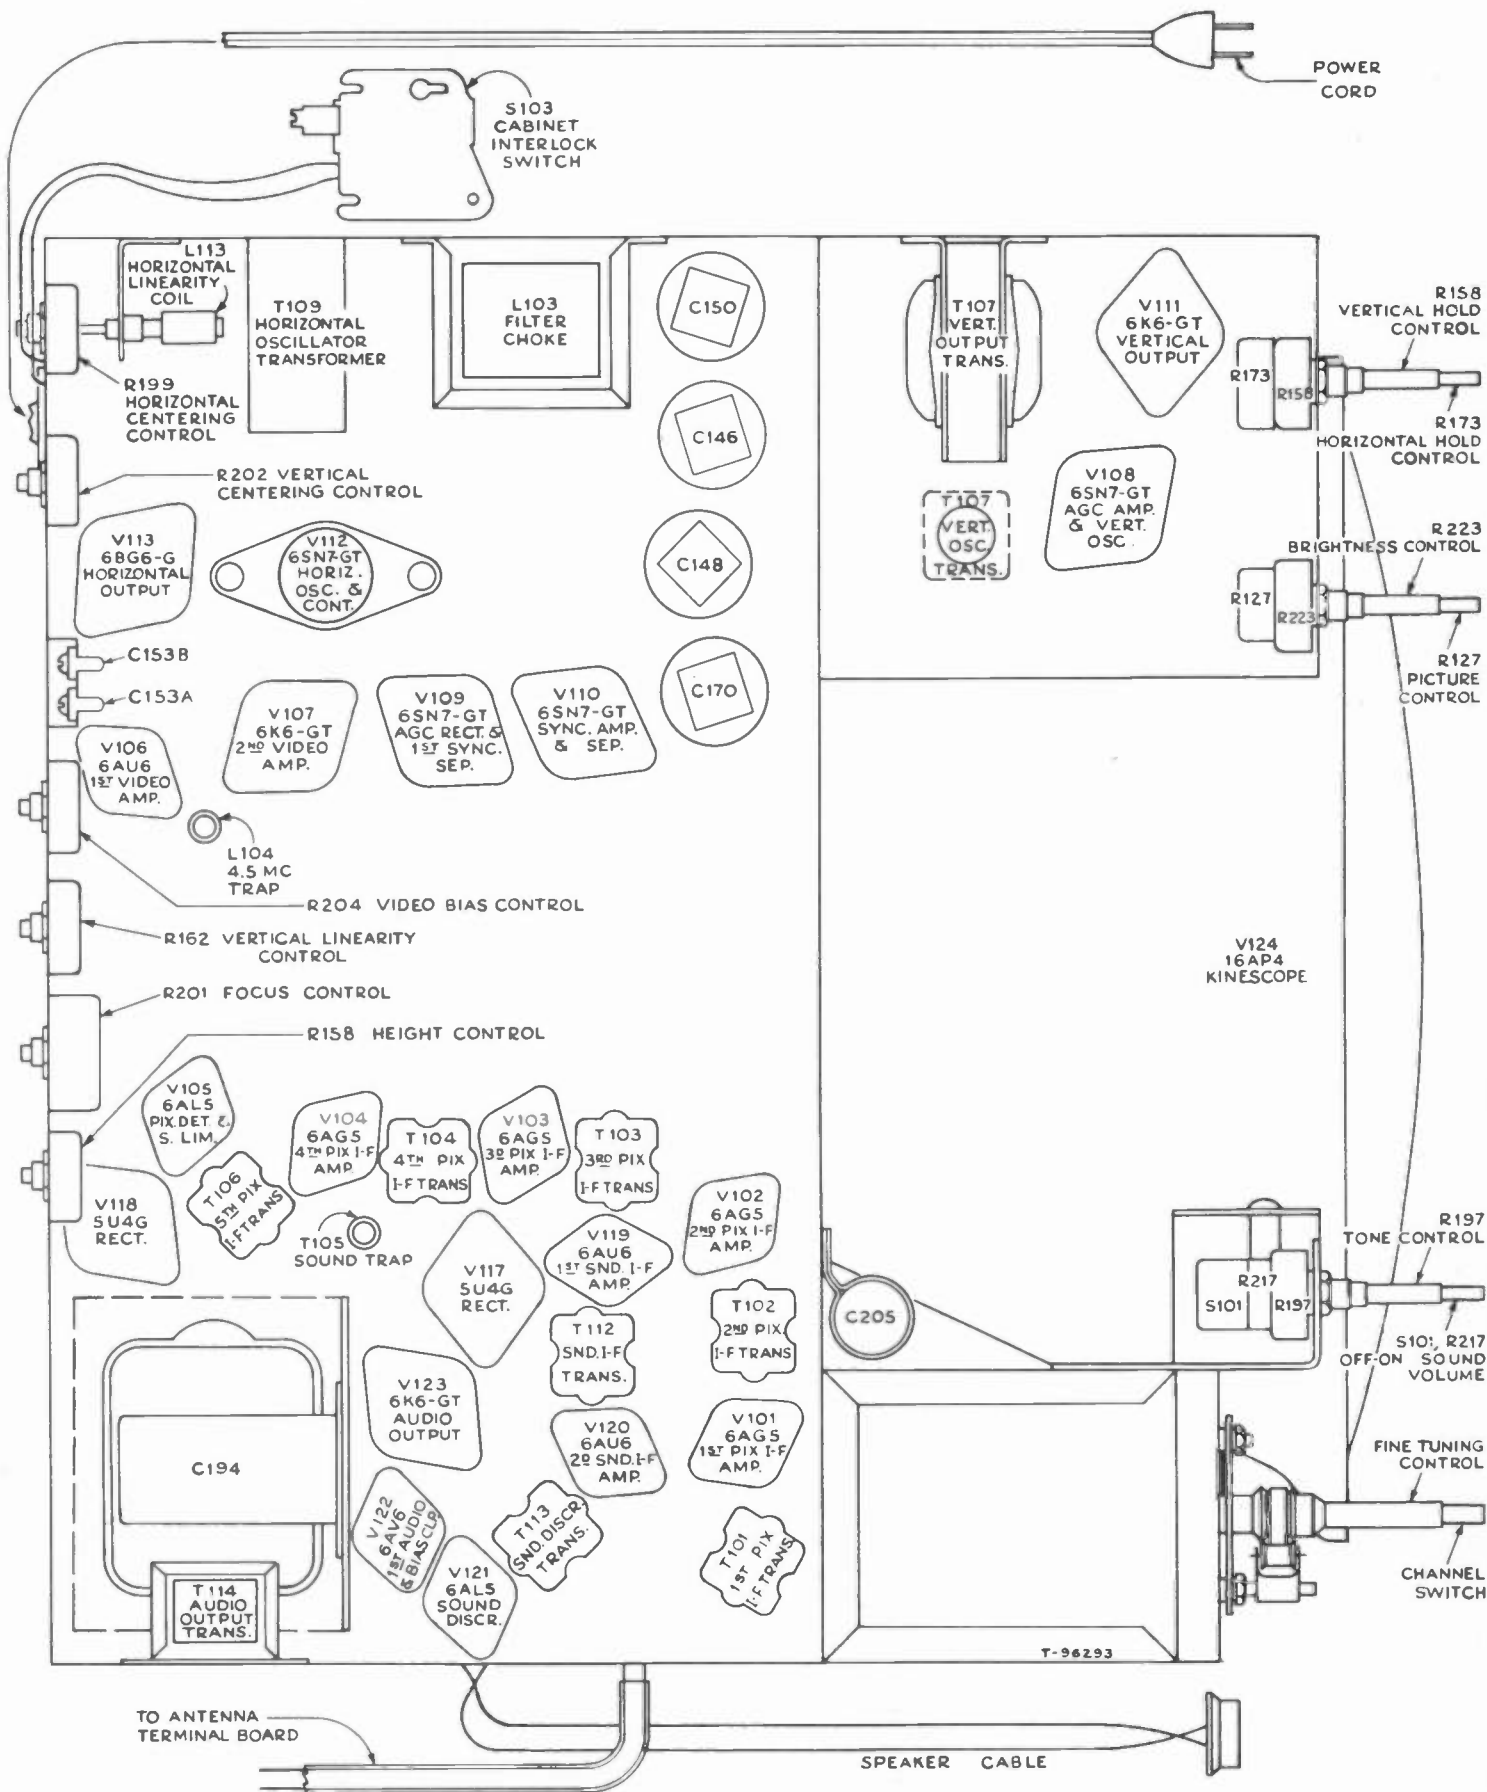 POWER
CORD
S103
CABINET
INTERLOCK
SWITCH
L113
HORIZONTAL
LINEARITY
COIL
T109
HORIZONTAL
OSCILLATOR
TRANSFORMER
L103
FILTER
CHOKE
C150
T107
VERT.
OUTPUT
TRANS.
V111
6K6-GT
VERTICAL
OUTPUT
R158
VERTICAL HOLD
CONTROL
R173
R158
R173
HORIZONTAL HOLD
CONTROL
R199
HORIZONTAL
CENTERING
CONTROL
C146
R202 VERTICAL
CENTERING CONTROL
V108
6SN7-GT
AGC AMP.
& VERT.
OSC.
T107
VERT.
OSC.
TRANS.
V113
6BG6-G
HORIZONTAL
OUTPUT
V112
6SN7-GT
HORIZ.
OSC. &
CONT.
C148
R223
BRIGHTNESS CONTROL
R127
R223
R127
PICTURE
CONTROL
C153B
C153A
V107
6K6-GT
2ND VIDEO
AMP.
V109
6SN7-GT
AGC RECT. &
1ST SYNC.
SEP.
V110
6SN7-GT
SYNC. AMP.
& SEP.
C170
V106
6AU6
1ST VIDEO
AMP.
L104
4.5 MC
TRAP
R204 VIDEO BIAS CONTROL
R162 VERTICAL LINEARITY
CONTROL
V124
16AP4
KINESCOPE
R201 FOCUS CONTROL
R158 HEIGHT CONTROL
V105
6AL5
PIX.DET. &
S. LIM.
V104
6AG5
4TH PIX I-F
AMP.
T104
4TH PIX
I-F TRANS
V103
6AG5
3D PIX I-F
AMP.
T103
3RD PIX
I-F TRANS
V118
5U4G
RECT.
T106
5TH PIX
I-F TRANS
T105
SOUND TRAP
V117
5U4G
RECT.
V119
6AU6
1ST SND. I-F
AMP.
V102
6AG5
2ND PIX I-F
AMP.
R197
TONE CONTROL
R217
S101
R197
S101, R217
OFF-ON SOUND
VOLUME
C205
T112
SND. I-F
TRANS.
T102
2ND PIX.
I-F TRANS
V123
6K6-GT
AUDIO
OUTPUT
V120
6AU6
2D SND.I-F
AMP.
V101
6AG5
1ST PIX I-F
AMP.
C194
FINE TUNING
CONTROL
V122
6AV6
1ST AUDIO
& BIAS CLP.
T113
SND. DISCR.
TRANS.
T101
1ST PIX
I-F TRANS.
V121
6AL5
SOUND
DISCR.
T114
AUDIO
OUTPUT
TRANS.
CHANNEL
SWITCH
T-96293
TO ANTENNA
TERMINAL BOARD
SPEAKER CABLE